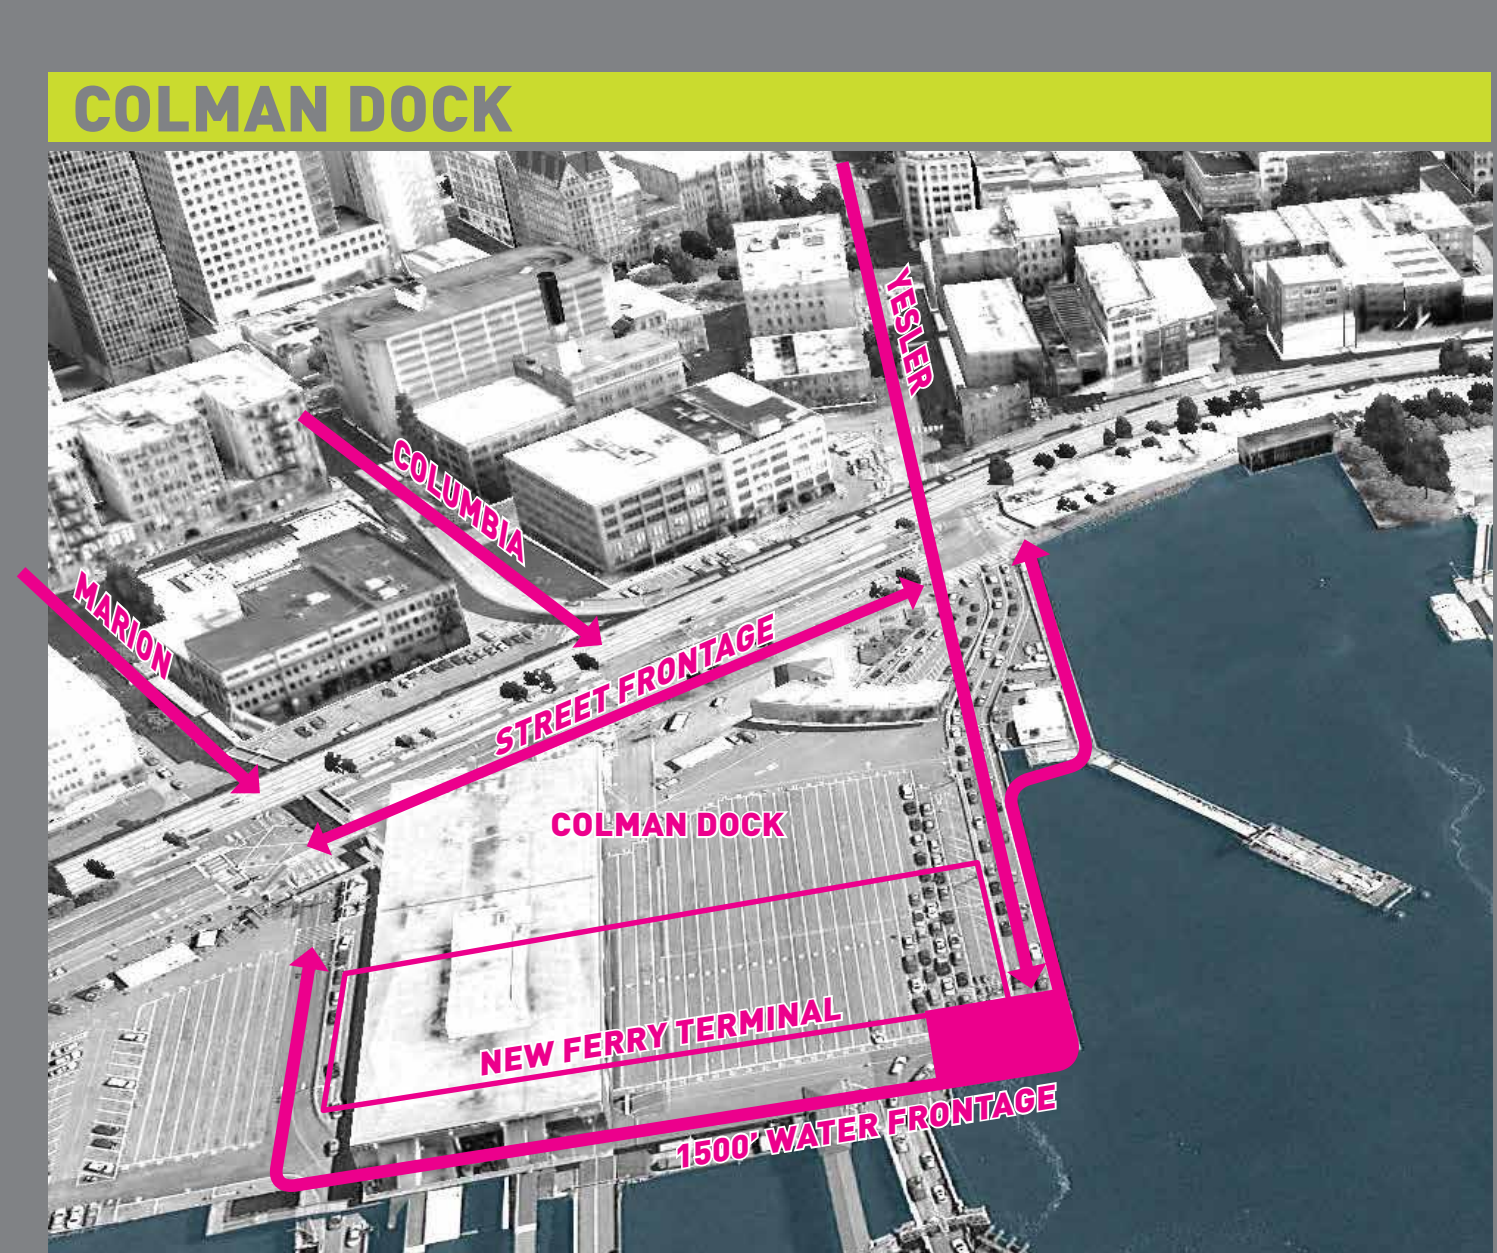 COLMAN DOCK
YESLER
COLUMBIA
MARION
STREET FRONTAGE
COLMAN DOCK
NEW FERRY TERMINAL
1500' WATER FRONTAGE